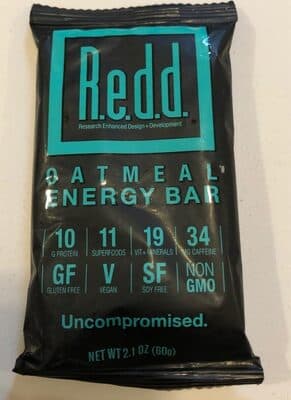 R.e.d.d.
Research Enhanced Design + Development
OATMEAL
ENERGY BAR
10 11 19 34
G PROTEIN SUPERFOODS VIT+MINERALS MG CAFFEINE
GF V SF NON
GLUTEN FREE VEGAN SOY FREE GMO
Uncompromised.
NET WT 2.1 OZ (60g)